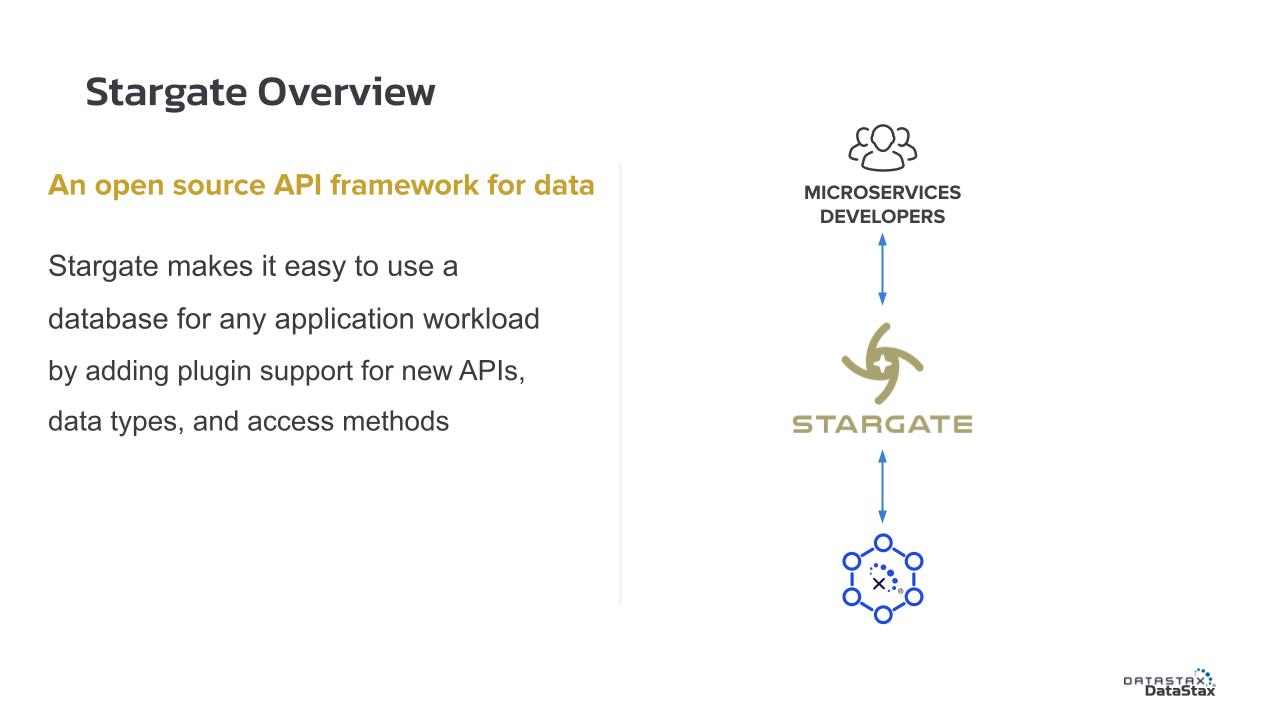 Stargate Overview
An open source API framework for data
Stargate makes it easy to use a
database for any application workload
by adding plugin support for new APIs,
data types, and access methods
MICROSERVICES
DEVELOPERS
STARGATE
X
®
DATASTAX
DataStax